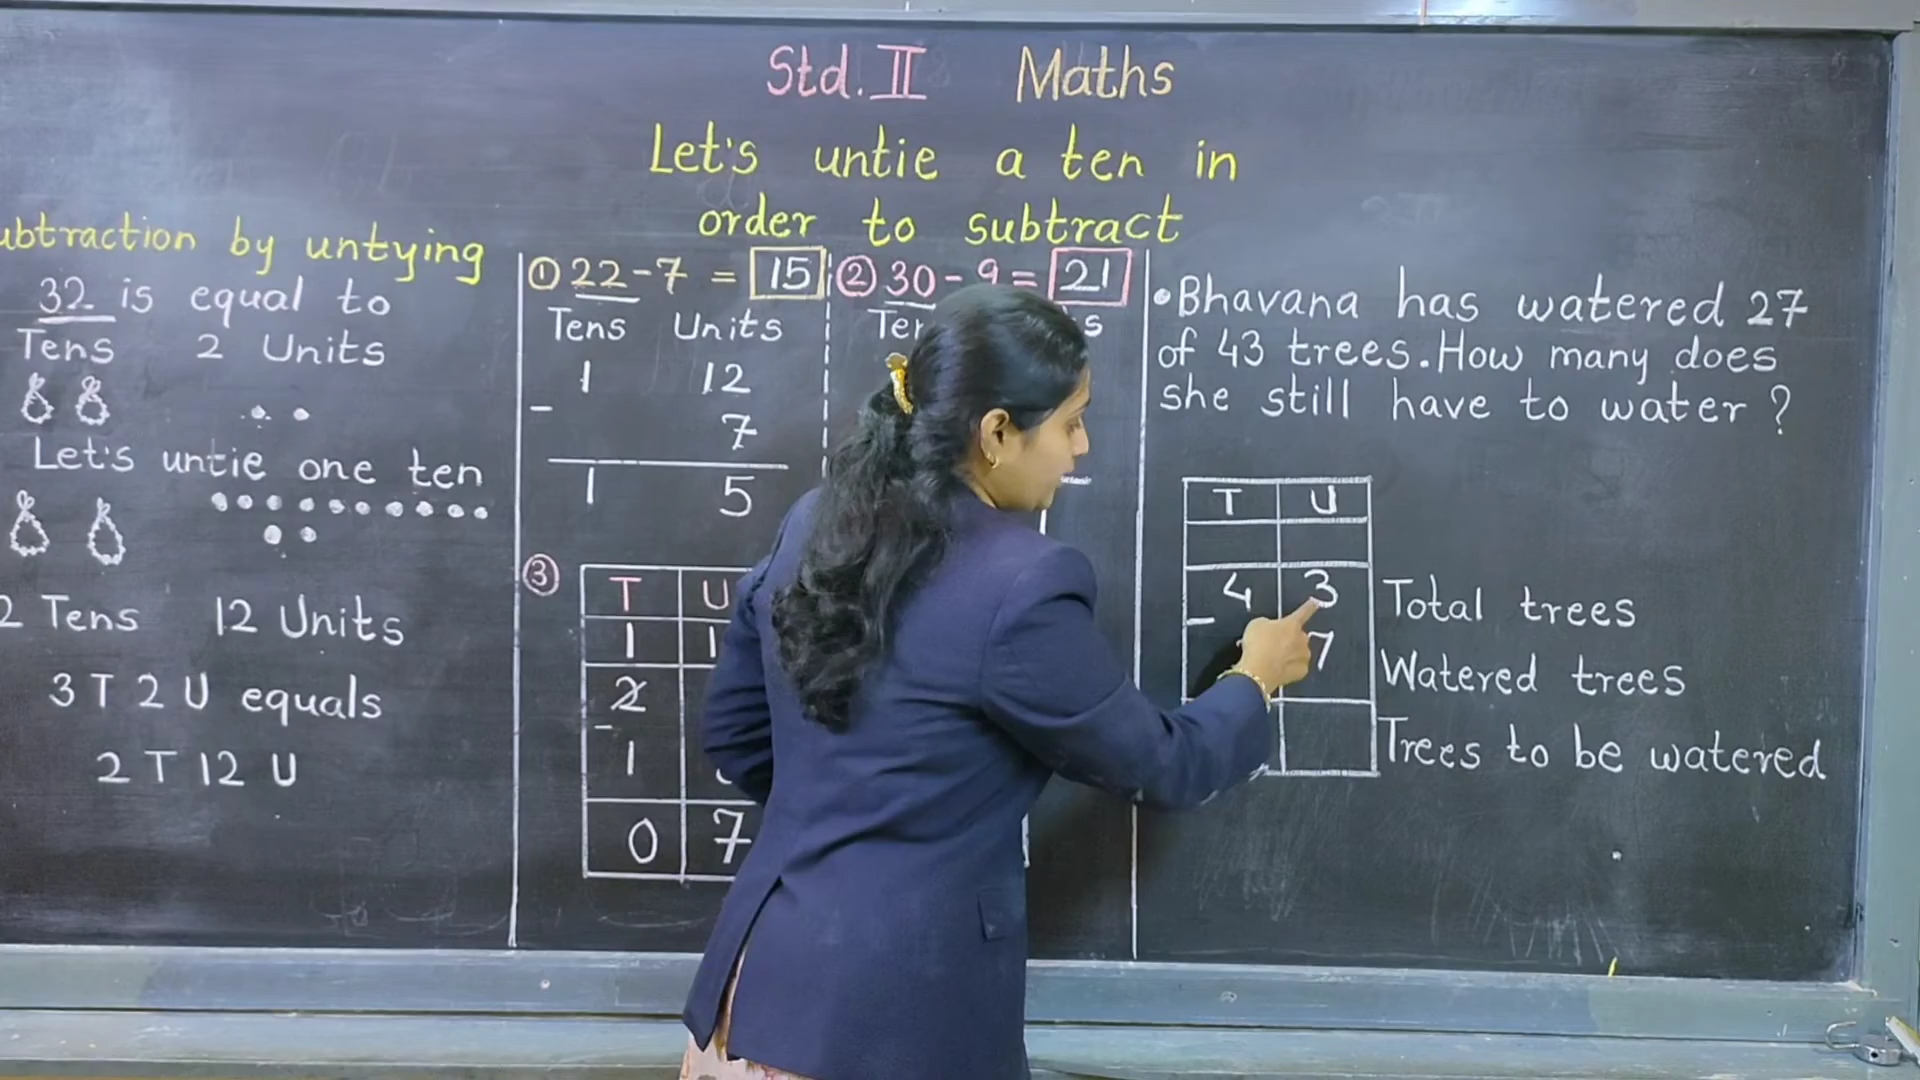 Std. II Maths
Let's untie a ten in
order to subtract
ubtraction by untying
32 is equal to
Tens 2 Units
Let's untie one ten
2 Tens 12 Units
3 T 2 U equals
2 T 12 U
① 22 - 7 = 15
Tens Units
1 12
- 7
1 5
② 30 - 9 = 21
③
T U
1 1
2
-
1
0 7
• Bhavana has watered 27
of 43 trees. How many does
she still have to water ?
T U
4 3 Total trees
- 7 Watered trees
Trees to be watered